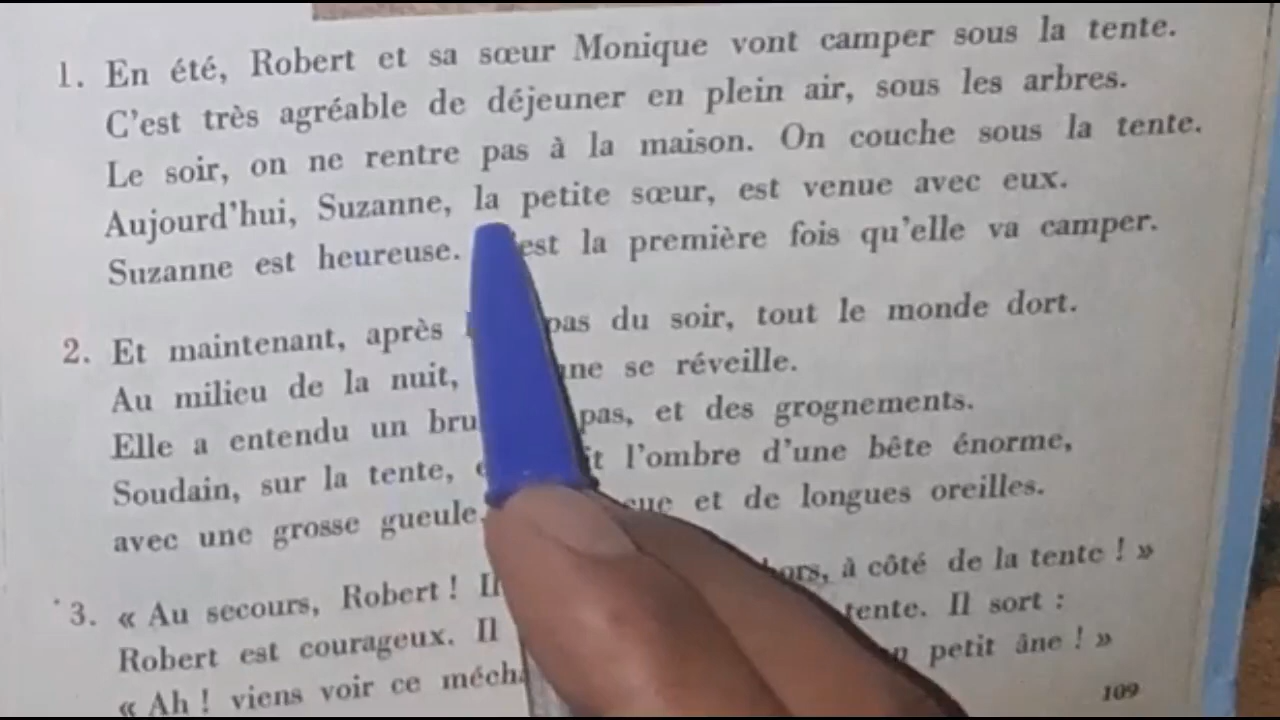 1. En été, Robert et sa sœur Monique vont camper sous la tente.
C'est très agréable de déjeuner en plein air, sous les arbres.
Le soir, on ne rentre pas à la maison. On couche sous la tente.
Aujourd'hui, Suzanne, la petite sœur, est venue avec eux.
Suzanne est heureuse. est la première fois qu'elle va camper.
2. Et maintenant, après pas du soir, tout le monde dort.
Au milieu de la nuit, se réveille.
Elle a entendu un pas, et des grognements.
Soudain, sur la tente, l'ombre d'une bête énorme,
avec une grosse gueule, et de longues oreilles.
3. « Au secours, Robert ! à côté de la tente ! »
Robert est courageux. Il tente. Il sort :
« Ah ! viens voir ce petit âne ! »
109